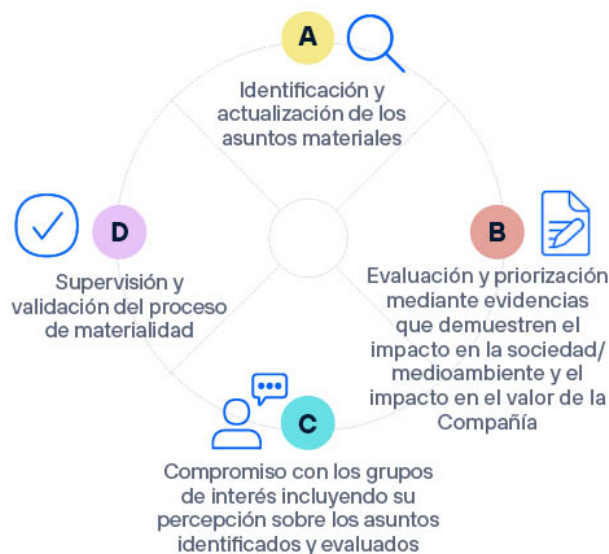 A
Identificación y
actualización de los
asuntos materiales
B
Evaluación y priorización
mediante evidencias
que demuestren el
impacto en la sociedad/
medioambiente y el
impacto en el valor de la
Compañía
C
Compromiso con los grupos
de interés incluyendo su
percepción sobre los asuntos
identificados y evaluados
D
Supervisión y
validación del proceso
de materialidad